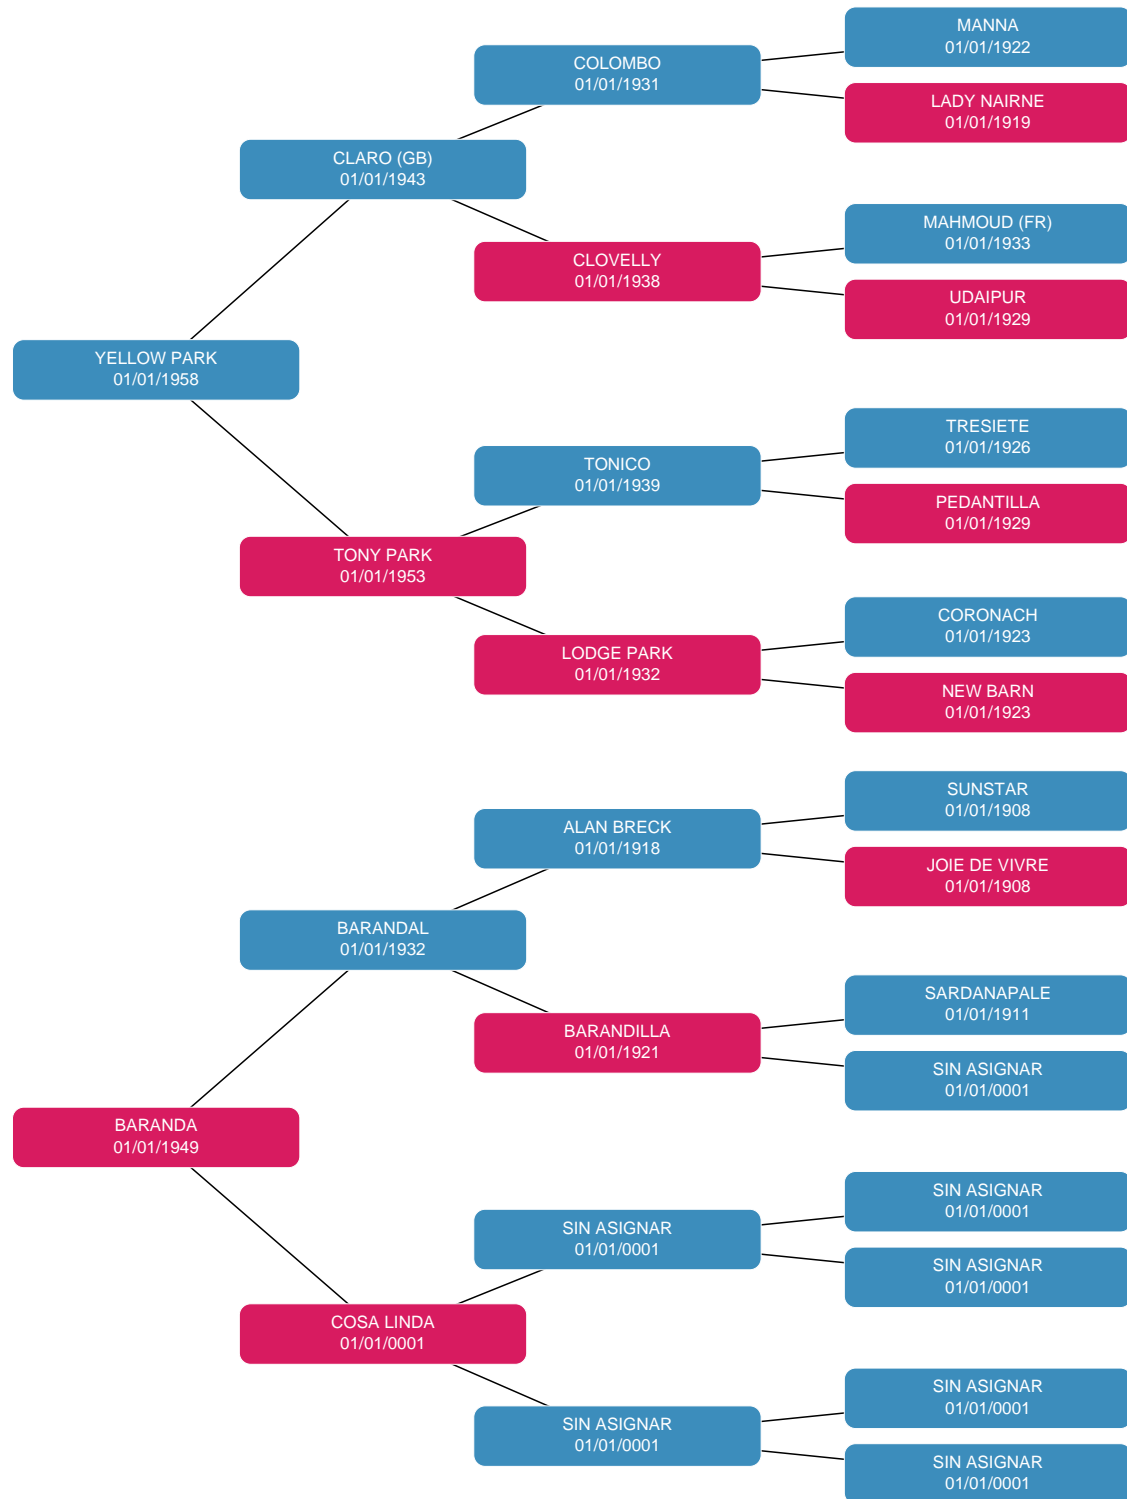 MANNA
01/01/1922
COLOMBO
01/01/1931
LADY NAIRNE
01/01/1919
CLARO (GB)
01/01/1943
MAHMOUD (FR)
01/01/1933
CLOVELLY
01/01/1938
UDAIPUR
01/01/1929
YELLOW PARK
01/01/1958
TRESIETE
01/01/1926
TONICO
01/01/1939
PEDANTILLA
01/01/1929
TONY PARK
01/01/1953
CORONACH
01/01/1923
LODGE PARK
01/01/1932
NEW BARN
01/01/1923
SUNSTAR
01/01/1908
ALAN BRECK
01/01/1918
JOIE DE VIVRE
01/01/1908
BARANDAL
01/01/1932
SARDANAPALE
01/01/1911
BARANDILLA
01/01/1921
SIN ASIGNAR
01/01/0001
BARANDA
01/01/1949
SIN ASIGNAR
01/01/0001
SIN ASIGNAR
01/01/0001
SIN ASIGNAR
01/01/0001
COSA LINDA
01/01/0001
SIN ASIGNAR
01/01/0001
SIN ASIGNAR
01/01/0001
SIN ASIGNAR
01/01/0001